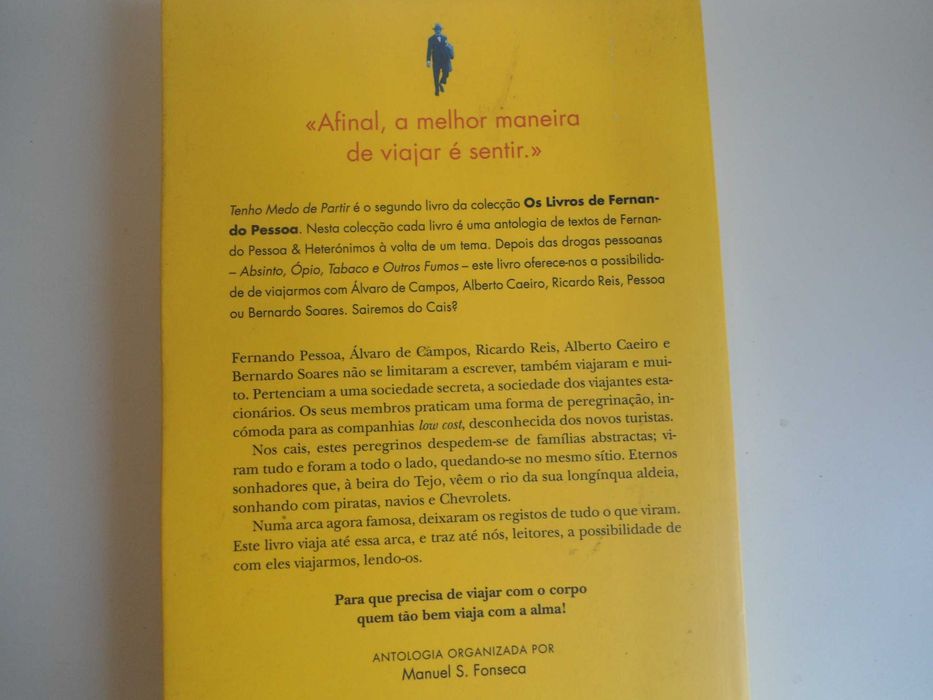 «Afinal, a melhor maneira
de viajar é sentir.»
Tenho Medo de Partir é o segundo livro da colecção Os Livros de Fernan-
do Pessoa. Nesta colecção cada livro é uma antologia de textos de Fernan-
do Pessoa & Heterónimos à volta de um tema. Depois das drogas pessoanas
– Absinto, Ópio, Tabaco e Outros Fumos – este livro oferece-nos a possibilida-
de de viajarmos com Álvaro de Campos, Alberto Caeiro, Ricardo Reis, Pessoa
ou Bernardo Soares. Sairemos do Cais?
Fernando Pessoa, Álvaro de Campos, Ricardo Reis, Alberto Caeiro e
Bernardo Soares não se limitaram a escrever, também viajaram e mui-
to. Pertenciam a uma sociedade secreta, a sociedade dos viajantes esta-
cionários. Os seus membros praticam uma forma de peregrinação, in-
cómoda para as companhias low cost, desconhecida dos novos turistas.
Nos cais, estes peregrinos despedem-se de famílias abstractas; vi-
ram tudo e foram a todo o lado, quedando-se no mesmo sítio. Eternos
sonhadores que, à beira do Tejo, vêem o rio da sua longínqua aldeia,
sonhando com piratas, navios e Chevrolets.
Numa arca agora famosa, deixaram os registos de tudo o que viram.
Este livro viaja até essa arca, e traz até nós, leitores, a possibilidade de
com eles viajarmos, lendo-os.
Para que precisa de viajar com o corpo
quem tão bem viaja com a alma!
ANTOLOGIA ORGANIZADA POR
Manuel S. Fonseca